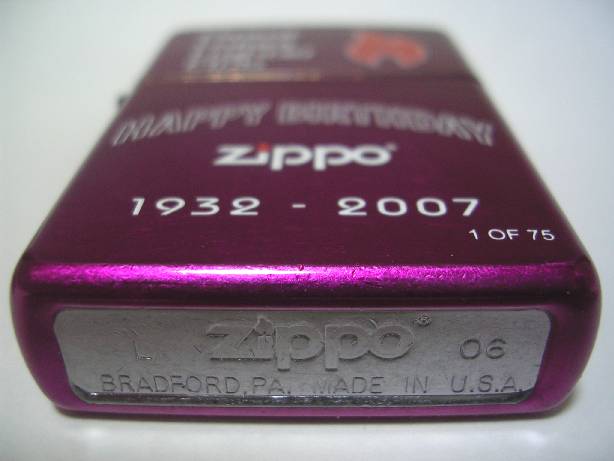 HAPPY BIRTHDAY
zippo®
1932 - 2007
1 OF 75
L zippo® 06
BRADFORD, PA. MADE IN U.S.A.